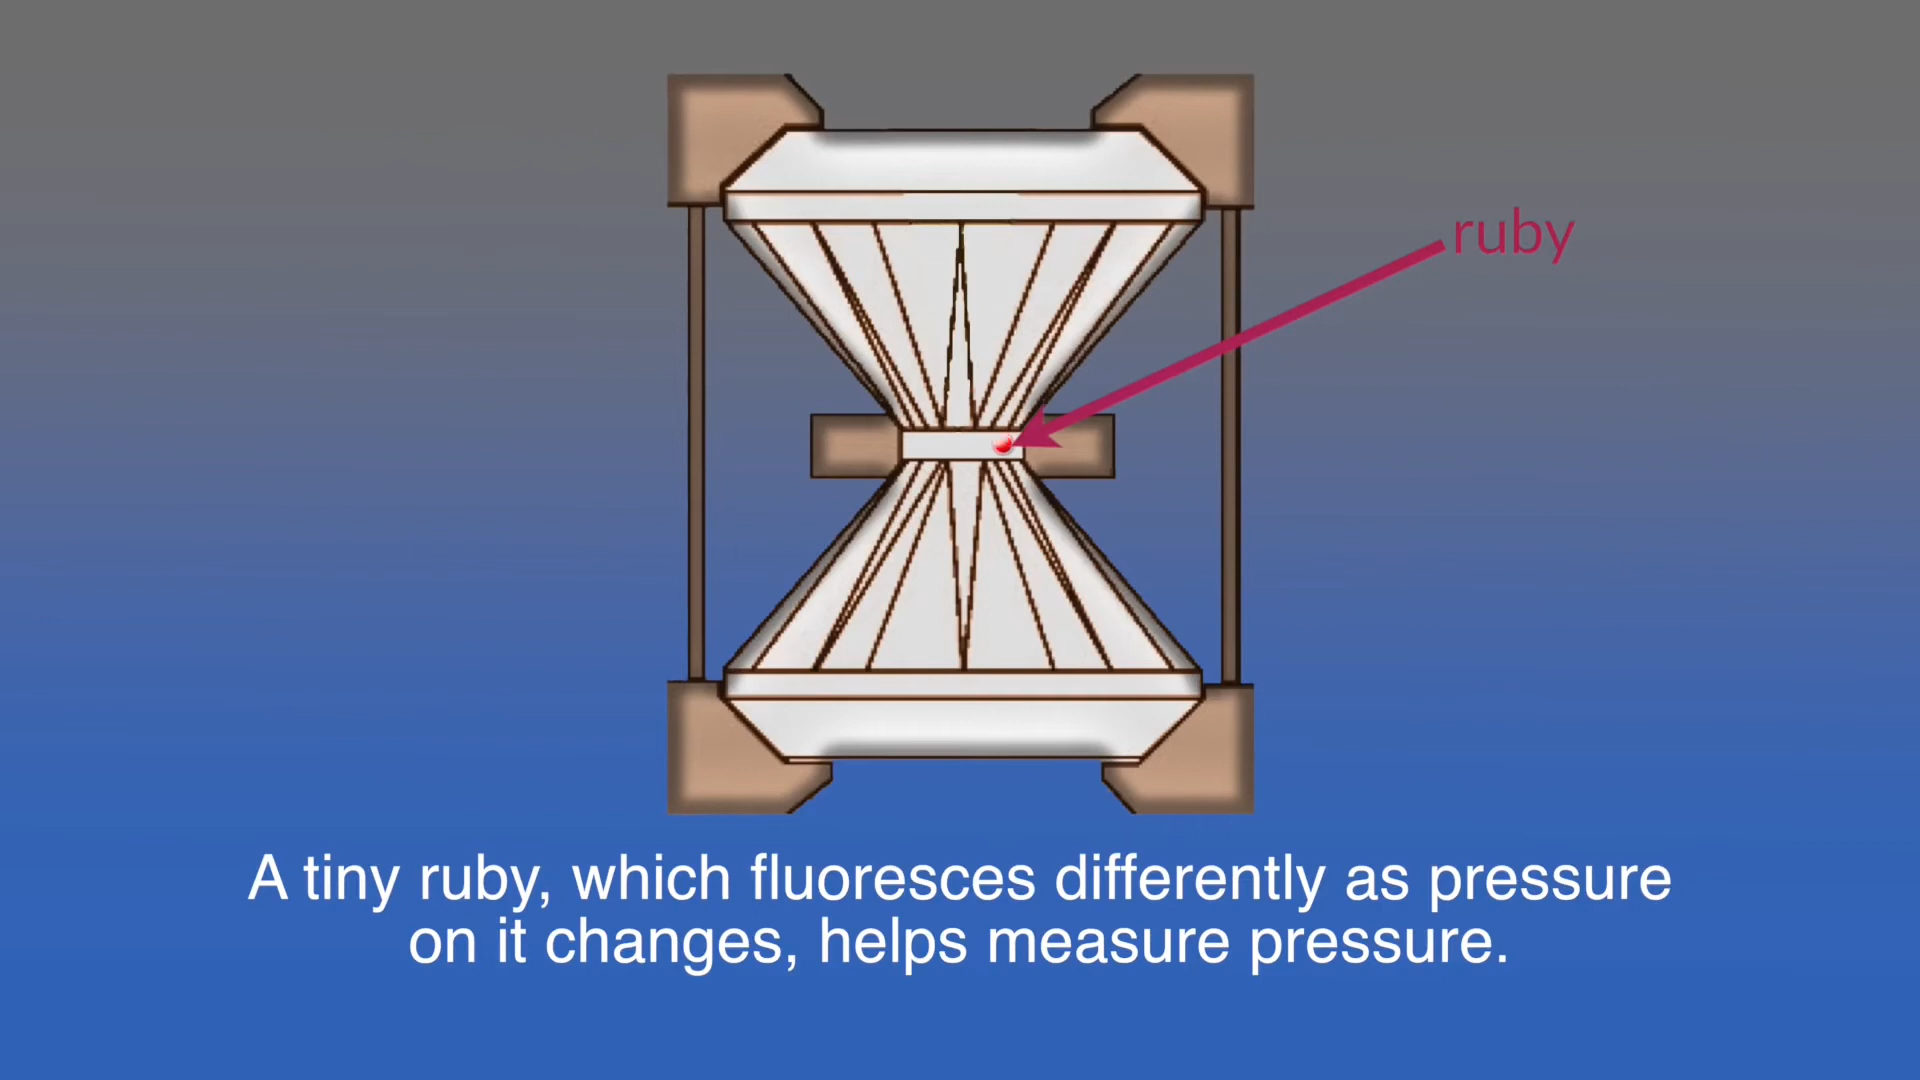 ruby
A tiny ruby, which fluoresces differently as pressure
on it changes, helps measure pressure.